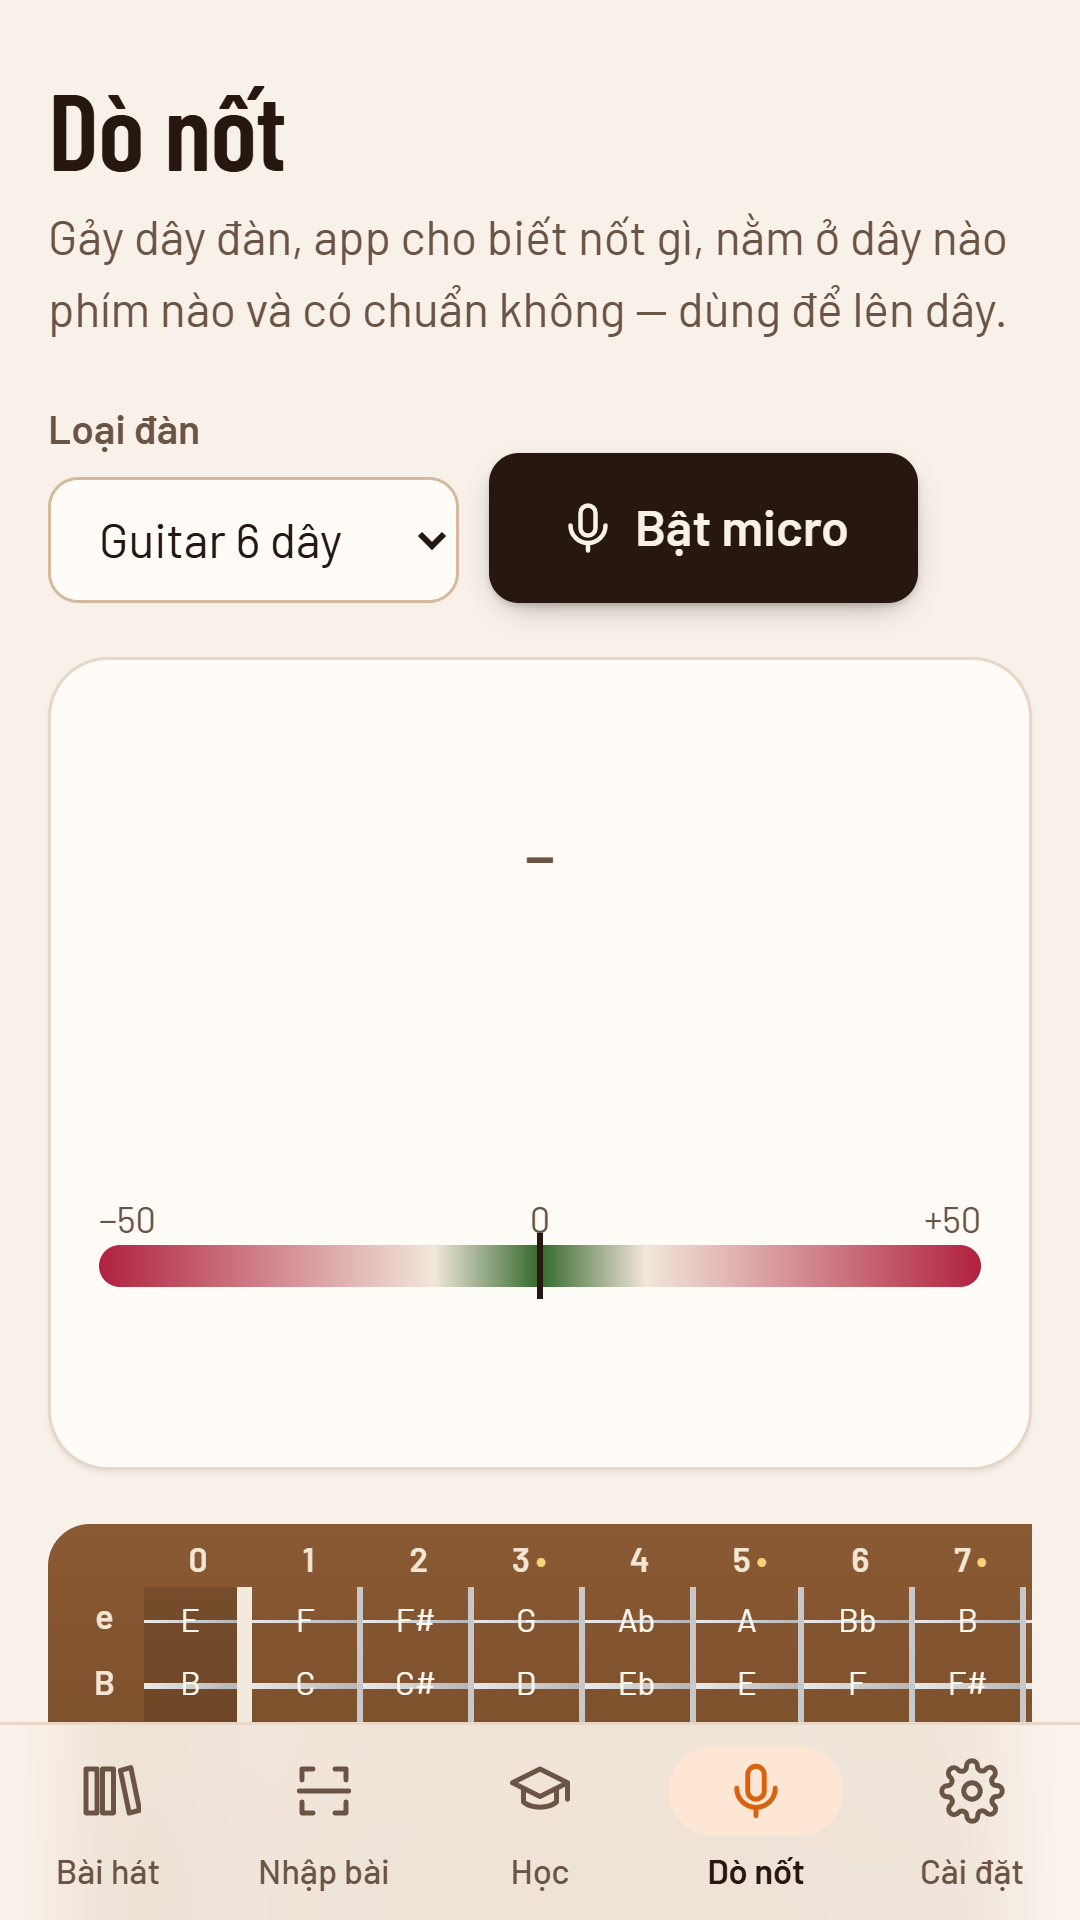 Dò nốt
Gảy dây đàn, app cho biết nốt gì, nằm ở dây nào
phím nào và có chuẩn không — dùng để lên dây.
Loại đàn
Guitar 6 dây
Bật micro
–
−50 0 +50
0 1 2 3 • 4 5 • 6 7 •
e E F F# G Ab A Bb B
B B C C# D Eb E F F#
Bài hát Nhập bài Học Dò nốt Cài đặt